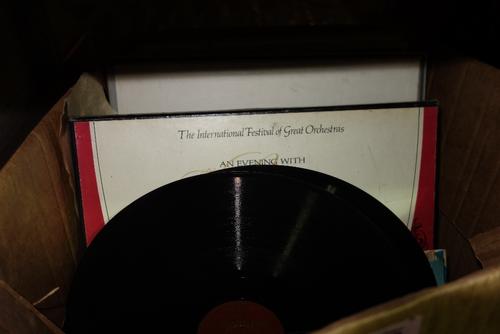 The International Festival of Great Orchestras
AN EVENING WITH